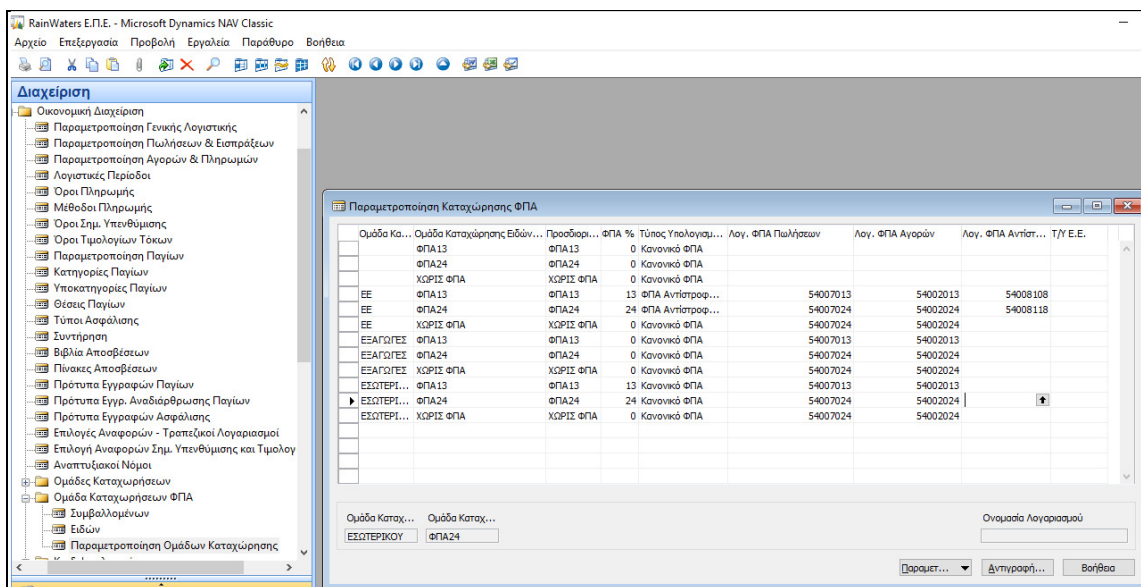 RainWaters Ε.Π.Ε. - Microsoft Dynamics NAV Classic
Αρχείο Επεξεργασία Προβολή Εργαλεία Παράθυρο Βοήθεια
Διαχείριση
Οικονομική Διαχείριση
Παραμετροποίηση Γενικής Λογιστικής
Παραμετροποίηση Πωλήσεων & Εισπράξεων
Παραμετροποίηση Αγορών & Πληρωμών
Λογιστικές Περίοδοι
Όροι Πληρωμής
Μέθοδοι Πληρωμής
Όροι Σημ. Υπενθύμισης
Όροι Τιμολογίων Τόκων
Παραμετροποίηση Παγίων
Κατηγορίες Παγίων
Υποκατηγορίες Παγίων
Θέσεις Παγίων
Τύποι Ασφάλισης
Συντήρηση
Βιβλία Αποσβέσεων
Πίνακες Αποσβέσεων
Πρότυπα Εγγραφών Παγίων
Πρότυπα Εγγρ. Αναδιάρθρωσης Παγίων
Πρότυπα Εγγραφών Ασφάλισης
Επιλογές Αναφορών - Τραπεζικοί Λογαριασμοί
Επιλογή Αναφορών Σημ. Υπενθύμισης και Τιμολογ
Αναπτυξιακοί Νόμοι
Ομάδες Καταχωρήσεων
Ομάδα Καταχωρήσεων ΦΠΑ
Συμβαλλομένων
Ειδών
Παραμετροποίηση Ομάδων Καταχώρησης
Παραμετροποίηση Καταχώρησης ΦΠΑ
Ομάδα Κα... Ομάδα Καταχώρησης Ειδών... Προσδιορι... ΦΠΑ % Τύπος Υπολογισμ... Λογ. ΦΠΑ Πωλήσεων Λογ. ΦΠΑ Αγορών Λογ. ΦΠΑ Αντίστ... Τ/Υ Ε.Ε.
ΦΠΑ13 ΦΠΑ13 0 Κανονικό ΦΠΑ
ΦΠΑ24 ΦΠΑ24 0 Κανονικό ΦΠΑ
ΧΩΡΙΣ ΦΠΑ ΧΩΡΙΣ ΦΠΑ 0 Κανονικό ΦΠΑ
ΕΕ ΦΠΑ13 ΦΠΑ13 13 ΦΠΑ Αντίστροφ... 54007013 54002013 54008108
ΕΕ ΦΠΑ24 ΦΠΑ24 24 ΦΠΑ Αντίστροφ... 54007024 54002024 54008118
ΕΕ ΧΩΡΙΣ ΦΠΑ ΧΩΡΙΣ ΦΠΑ 0 Κανονικό ΦΠΑ 54007024 54002024
ΕΞΑΓΩΓΕΣ ΦΠΑ13 ΦΠΑ13 0 Κανονικό ΦΠΑ 54007013 54002013
ΕΞΑΓΩΓΕΣ ΦΠΑ24 ΦΠΑ24 0 Κανονικό ΦΠΑ 54007024 54002024
ΕΞΑΓΩΓΕΣ ΧΩΡΙΣ ΦΠΑ ΧΩΡΙΣ ΦΠΑ 0 Κανονικό ΦΠΑ 54007024 54002024
ΕΣΩΤΕΡΙ... ΦΠΑ13 ΦΠΑ13 13 Κανονικό ΦΠΑ 54007013 54002013
ΕΣΩΤΕΡΙ... ΦΠΑ24 ΦΠΑ24 24 Κανονικό ΦΠΑ 54007024 54002024
ΕΣΩΤΕΡΙ... ΧΩΡΙΣ ΦΠΑ ΧΩΡΙΣ ΦΠΑ 0 Κανονικό ΦΠΑ 54007024 54002024
Ομάδα Καταχ... Ομάδα Καταχ... Ονομασία Λογαριασμού
ΕΣΩΤΕΡΙΚΟΥ ΦΠΑ24
Παραμετ... Αντιγραφή... Βοήθεια